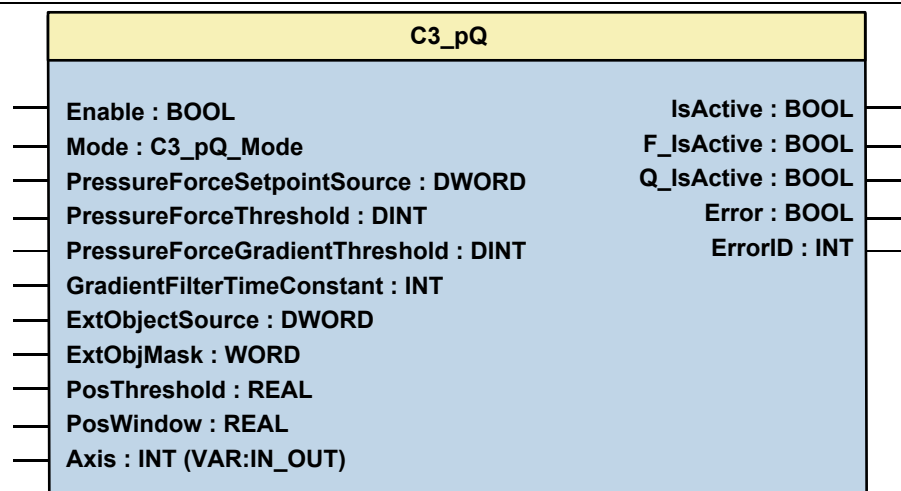 C3_pQ
Enable : BOOL
IsActive : BOOL
Mode : C3_pQ_Mode
F_IsActive : BOOL
PressureForceSetpointSource : DWORD
Q_IsActive : BOOL
PressureForceThreshold : DINT
Error : BOOL
PressureForceGradientThreshold : DINT
ErrorID : INT
GradientFilterTimeConstant : INT
ExtObjectSource : DWORD
ExtObjMask : WORD
PosThreshold : REAL
PosWindow : REAL
Axis : INT (VAR:IN_OUT)